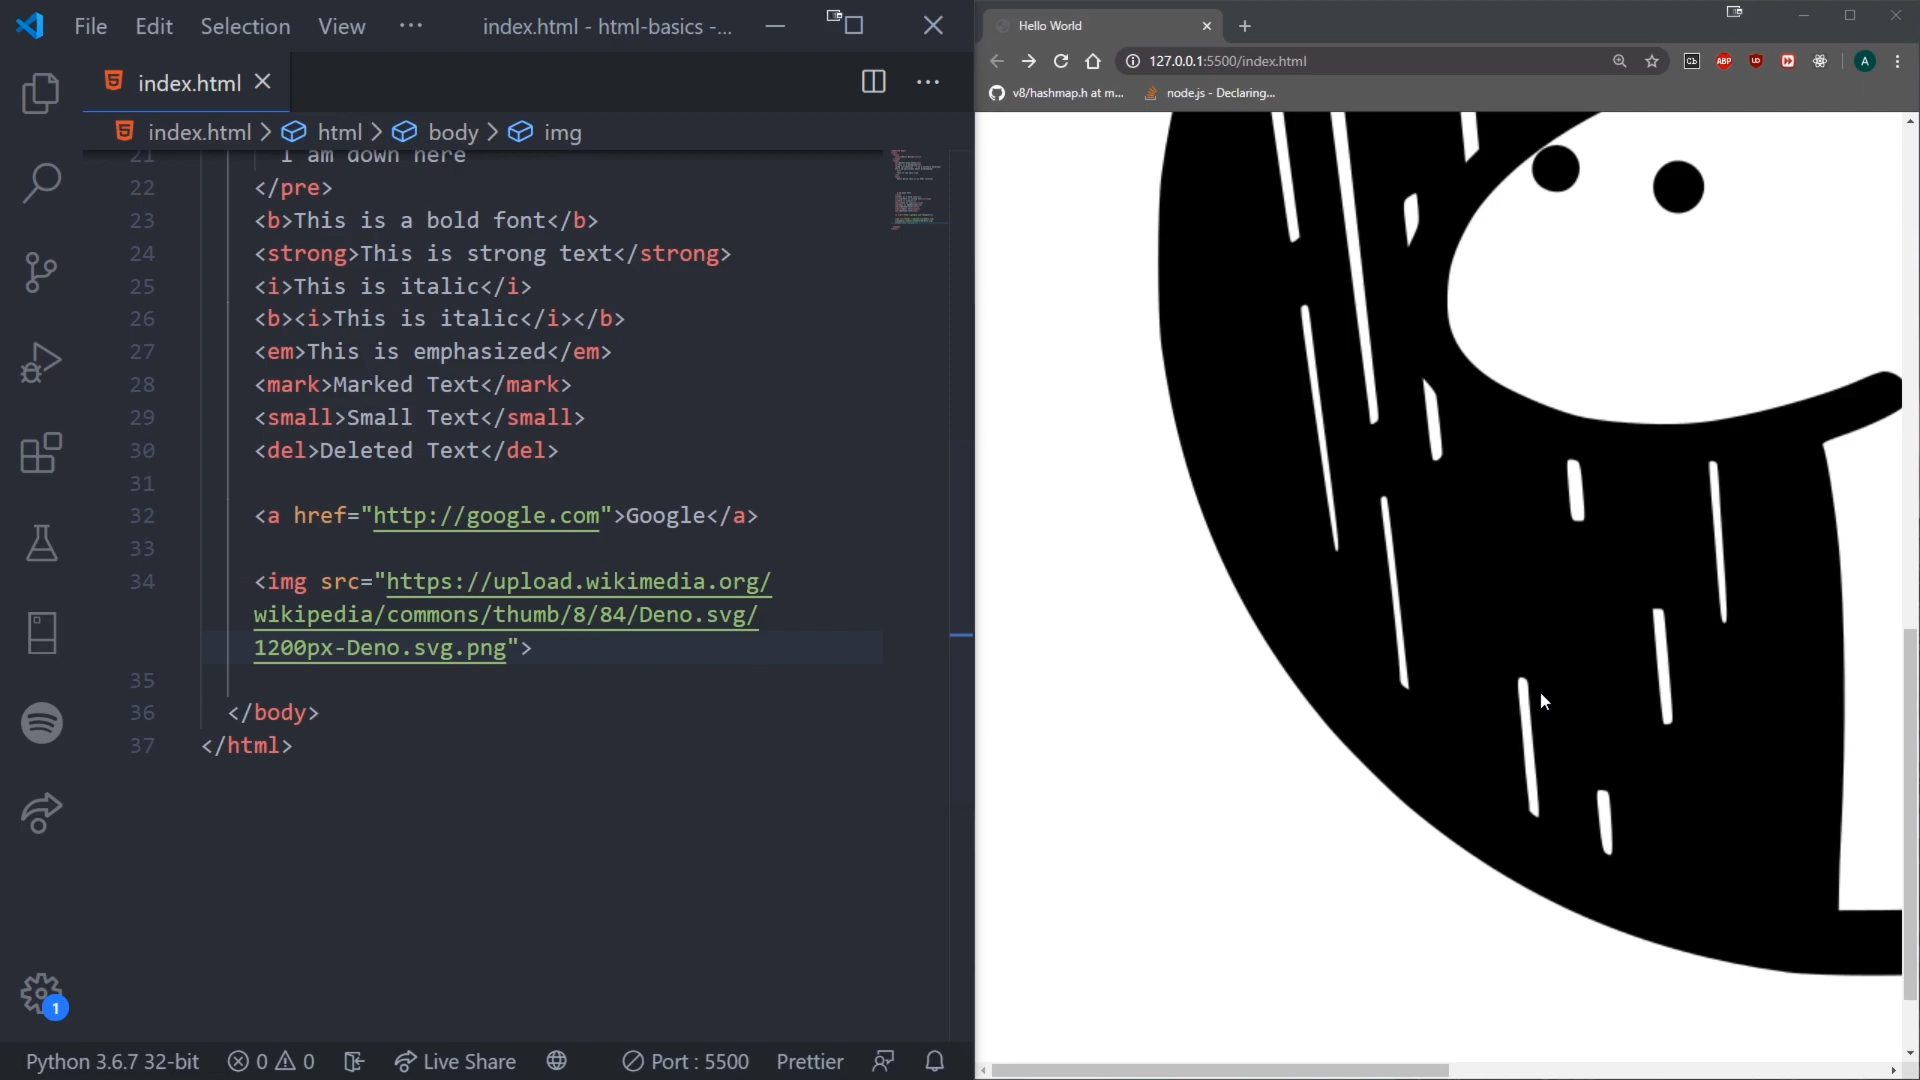 File Edit Selection View ··· index.html - html-basics -...
index.html
index.html > html > body > img
21 I am down here
22 </pre>
23 <b>This is a bold font</b>
24 <strong>This is strong text</strong>
25 <i>This is italic</i>
26 <b><i>This is italic</i></b>
27 <em>This is emphasized</em>
28 <mark>Marked Text</mark>
29 <small>Small Text</small>
30 <del>Deleted Text</del>
31
32 <a href="http://google.com">Google</a>
33
34 <img src="https://upload.wikimedia.org/
wikipedia/commons/thumb/8/84/Deno.svg/
1200px-Deno.svg.png">
35
36 </body>
37 </html>
1
Python 3.6.7 32-bit 0 0 Live Share Port : 5500 Prettier
Hello World
127.0.0.1:5500/index.html
ABP
A
v8/hashmap.h at m... node.js - Declaring...